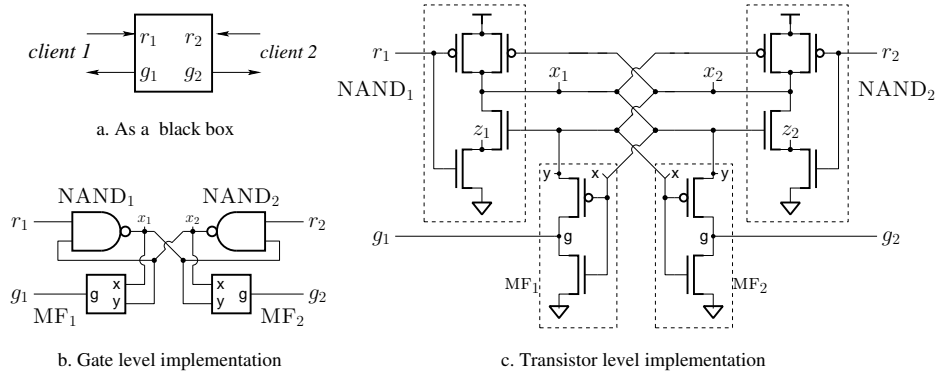 client 1
r1
r2
client 2
g1
g2
a. As a black box
NAND1
NAND2
r1
x1
x2
r2
g1
g
x
y
x
y
g
g2
MF1
MF2
b. Gate level implementation
r1
r2
NAND1
x1
x2
NAND2
z1
z2
y
x
x
y
g1
g
g
g2
MF1
MF2
c. Transistor level implementation